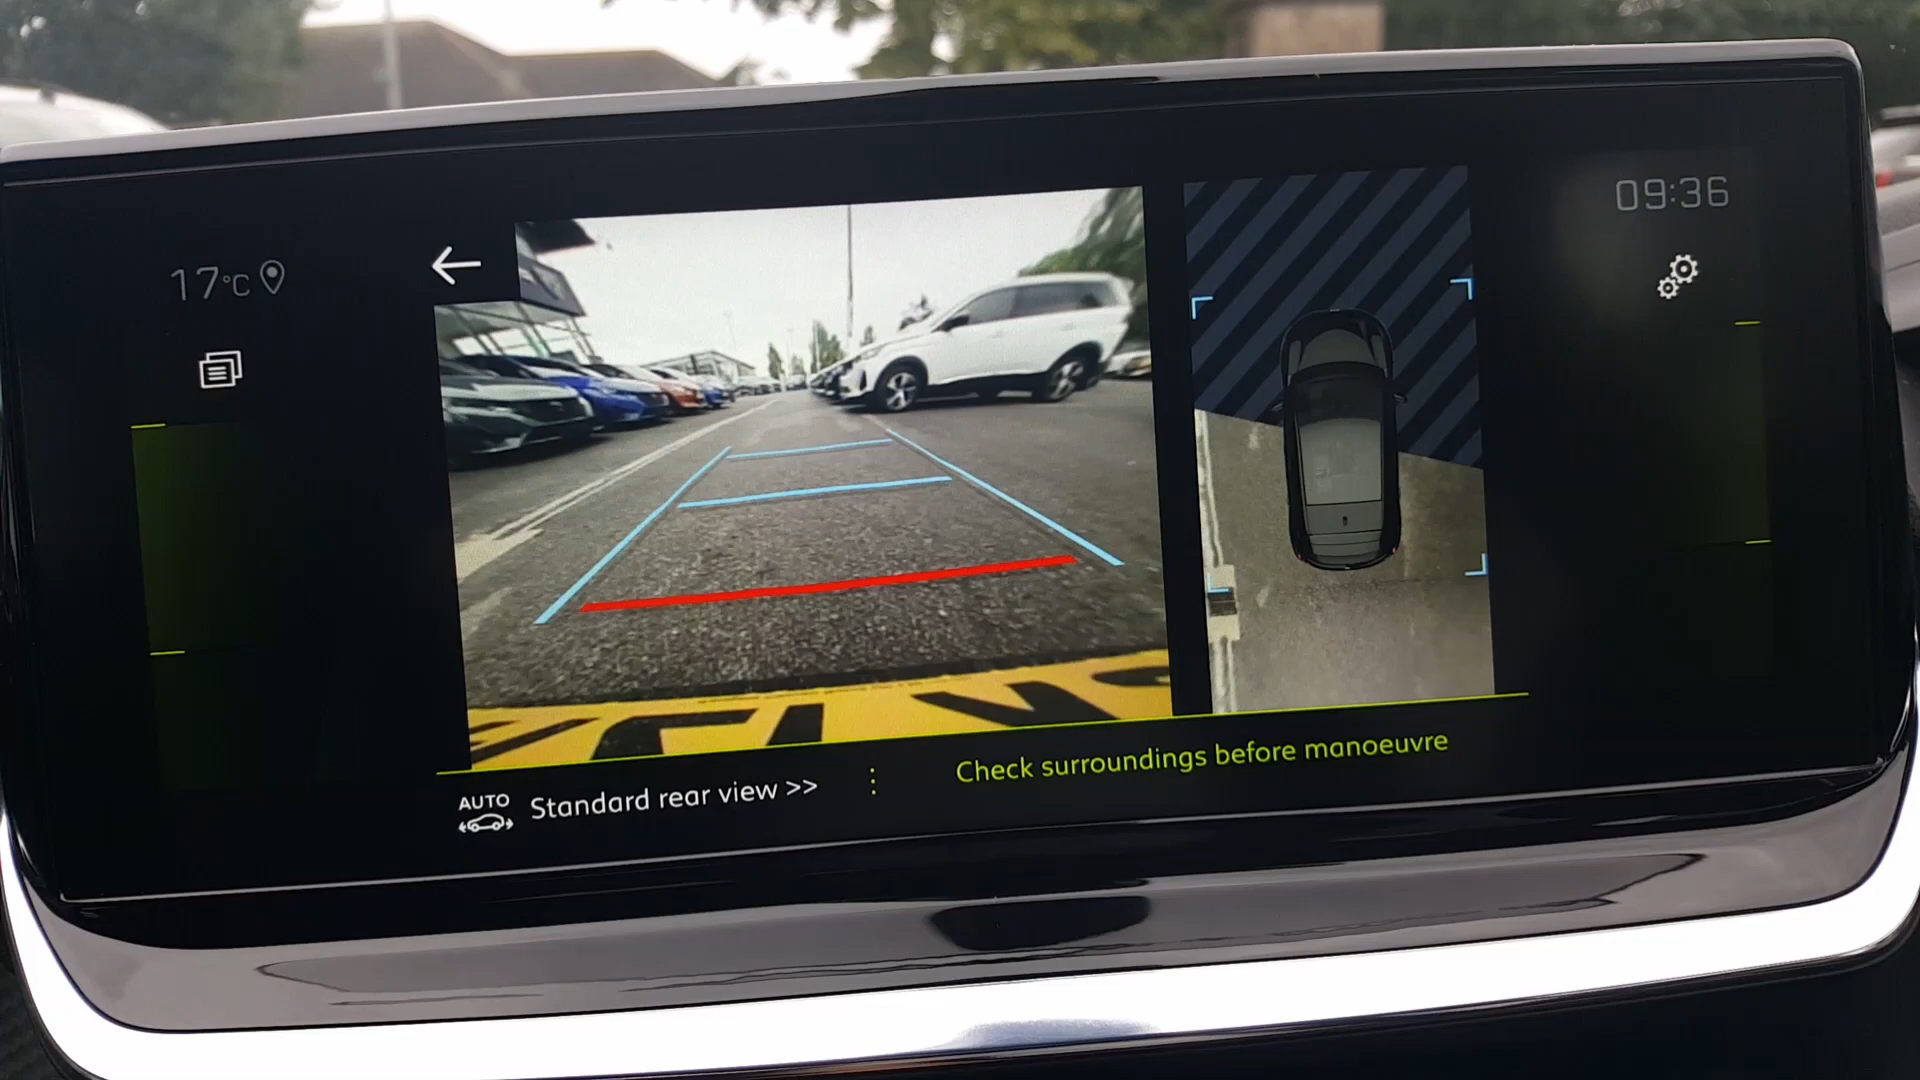 09:36
17°C
AUTO
Standard rear view >>
Check surroundings before manoeuvre